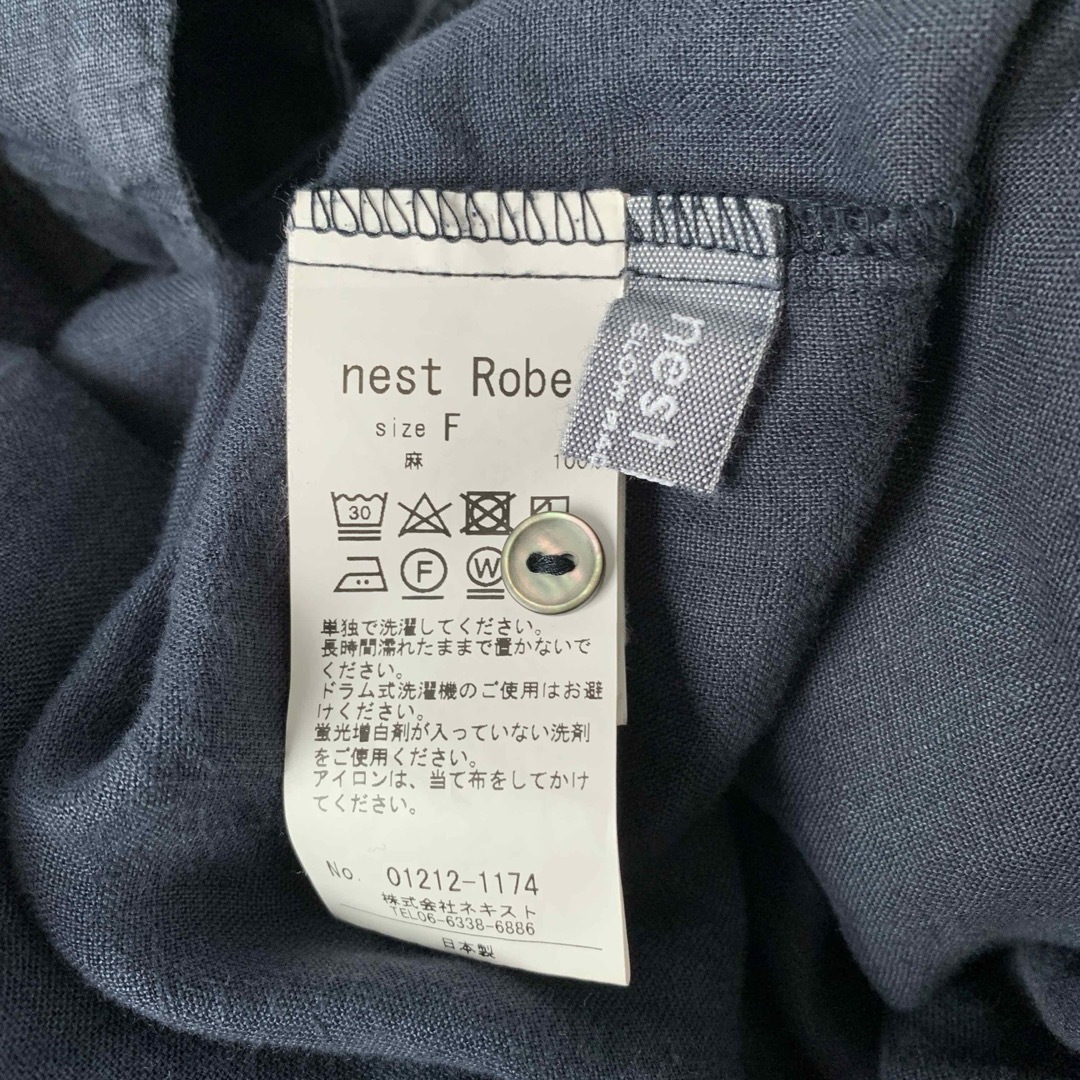 nest Robe
size F
麻 100
30
F W
単独で洗濯してください。
長時間濡れたままで置かないで
ください。
ドラム式洗濯機のご使用はお避
けください。
蛍光増白剤が入っていない洗剤
をご使用ください。
アイロンは、当て布をしてかけ
てください。
No. 01212-1174
株式会社ネキスト
TEL06-6338-6886
日本製
nest